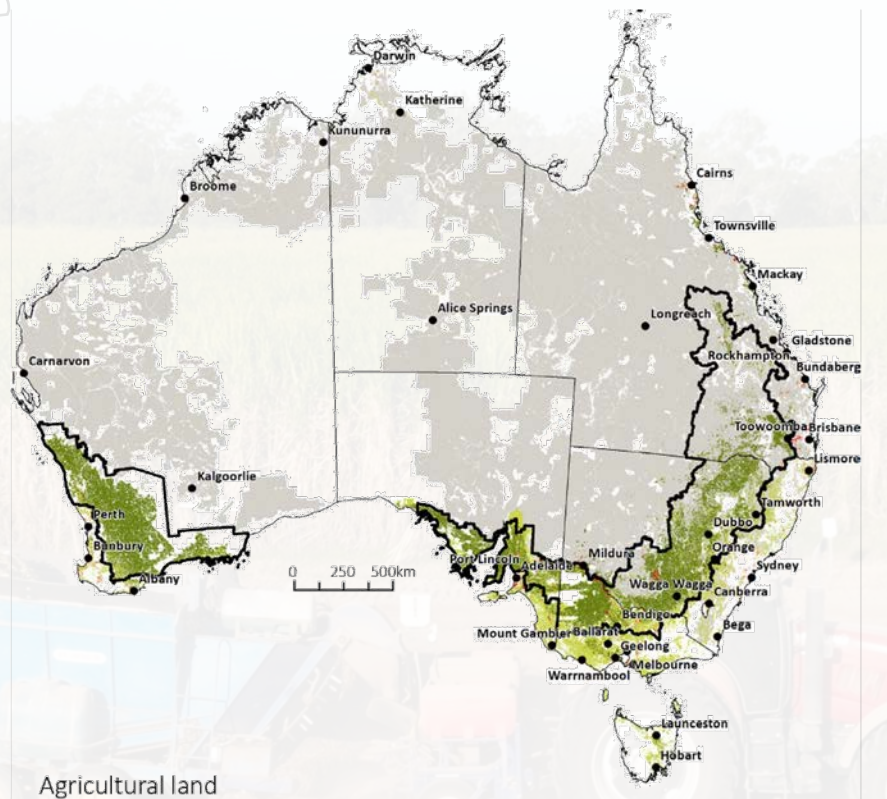 Darwin
Katherine
Kununurra
Broome
Cairns
Townsville
Mackay
Alice Springs
Longreach
Gladstone
Rockhampton
Carnarvon
Bundaberg
Toowoomba
Brisbane
Lismore
Kalgoorlie
Tamworth
Perth
Dubbo
Banbury
Orange
Mildura
Port Lincoln
Adelaide
Sydney
Albany
0 250 500km
Wagga Wagga
Canberra
Bendigo
Bega
Mount Gambier
Ballarat
Geelong
Melbourne
Warrnambool
Launceston
Hobart
Agricultural land